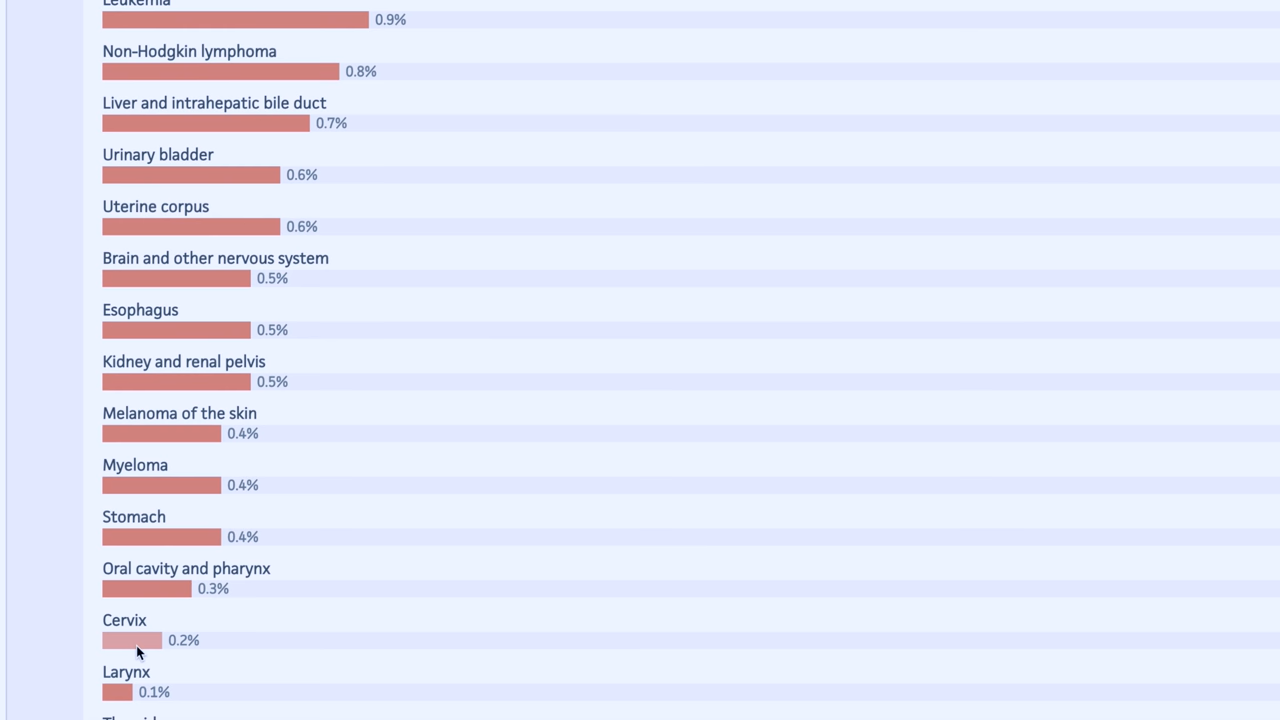 Leukemia
0.9%
Non-Hodgkin lymphoma
0.8%
Liver and intrahepatic bile duct
0.7%
Urinary bladder
0.6%
Uterine corpus
0.6%
Brain and other nervous system
0.5%
Esophagus
0.5%
Kidney and renal pelvis
0.5%
Melanoma of the skin
0.4%
Myeloma
0.4%
Stomach
0.4%
Oral cavity and pharynx
0.3%
Cervix
0.2%
Larynx
0.1%